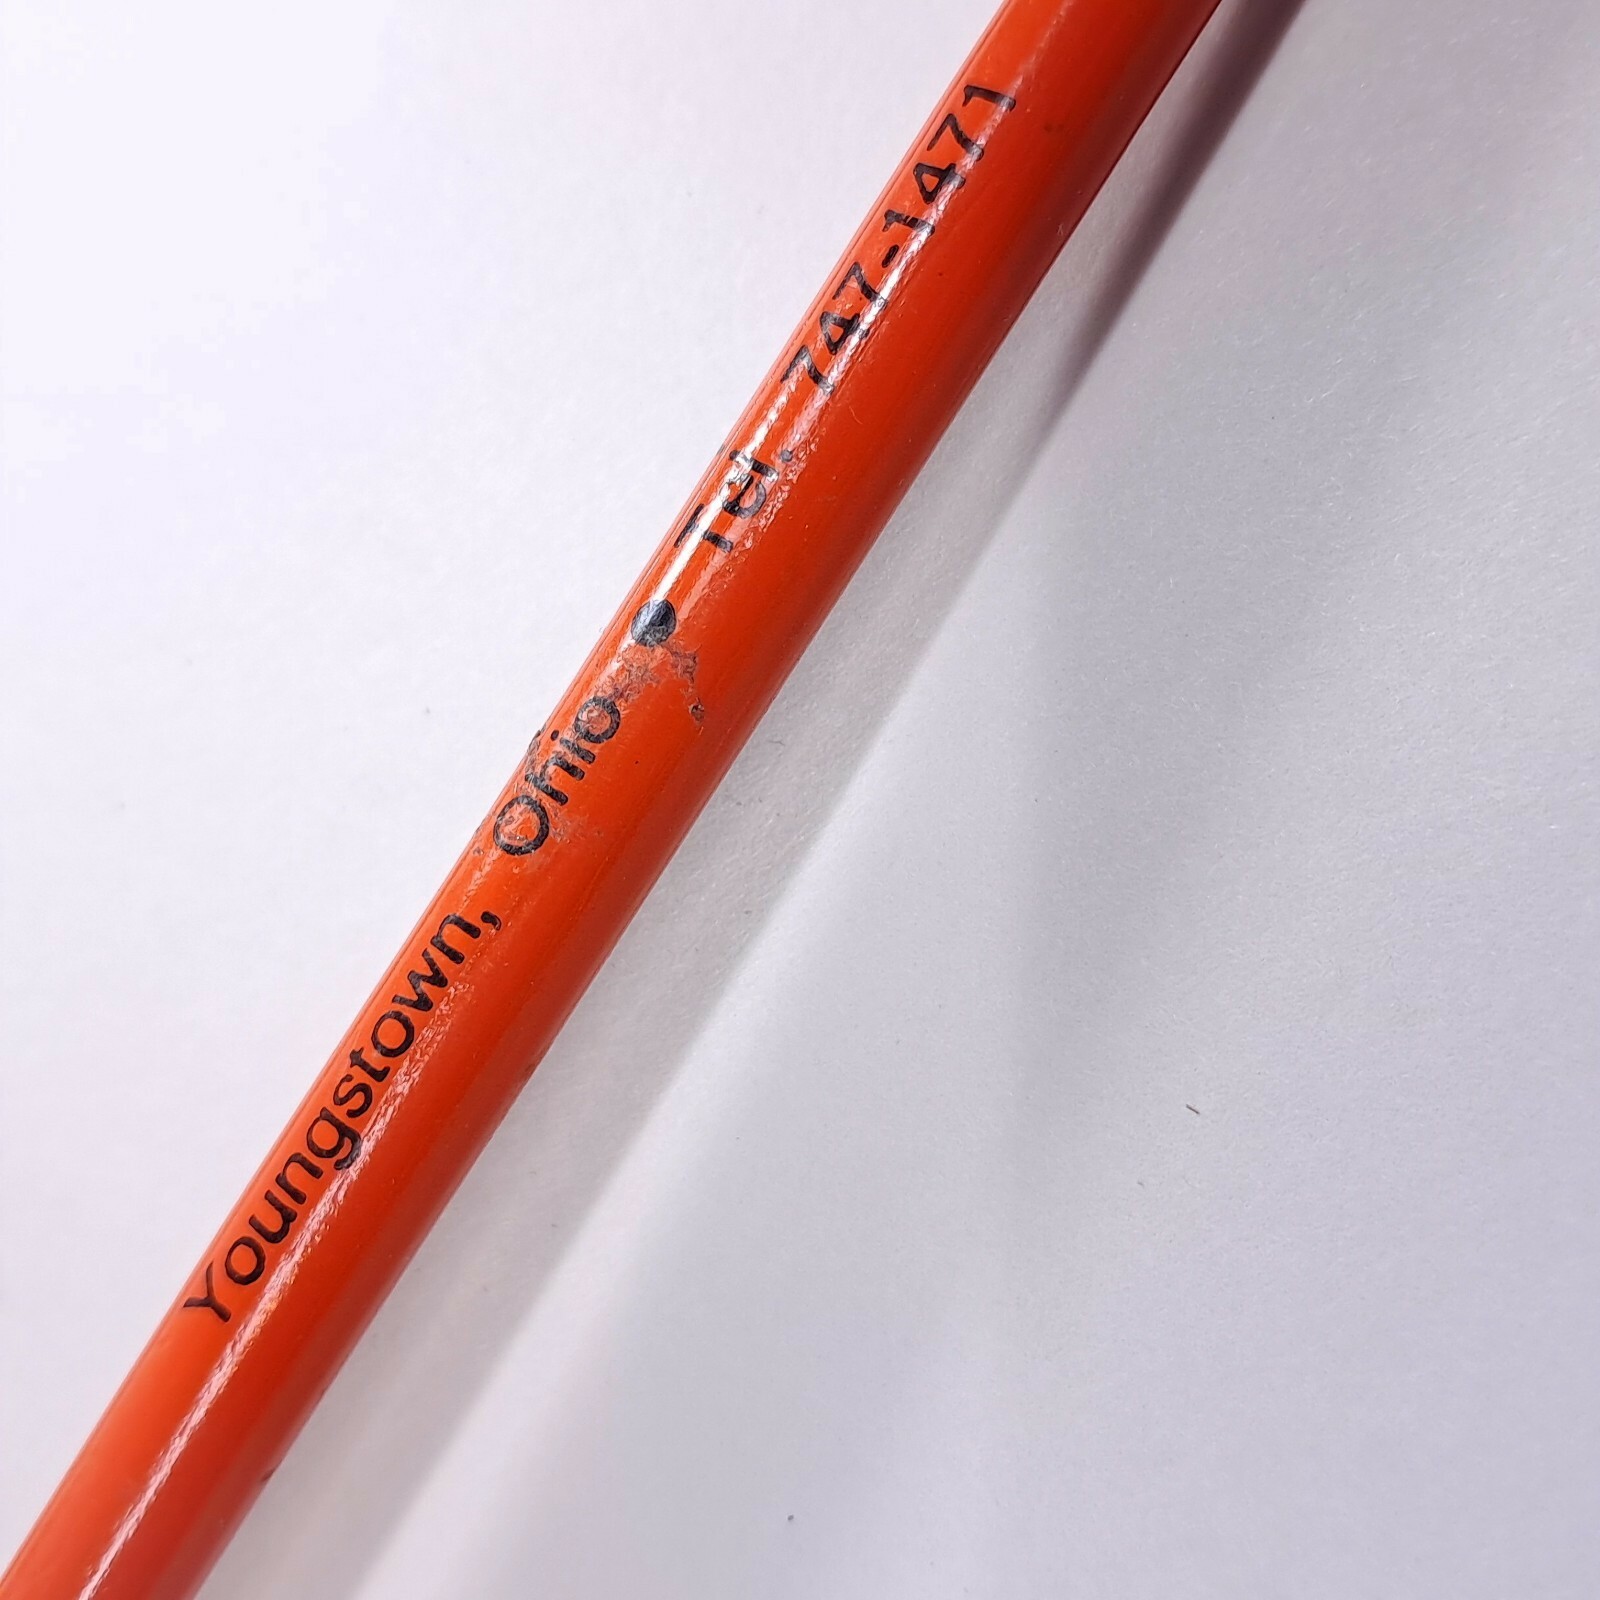 Youngstown, Ohio • Tel. 747-1471